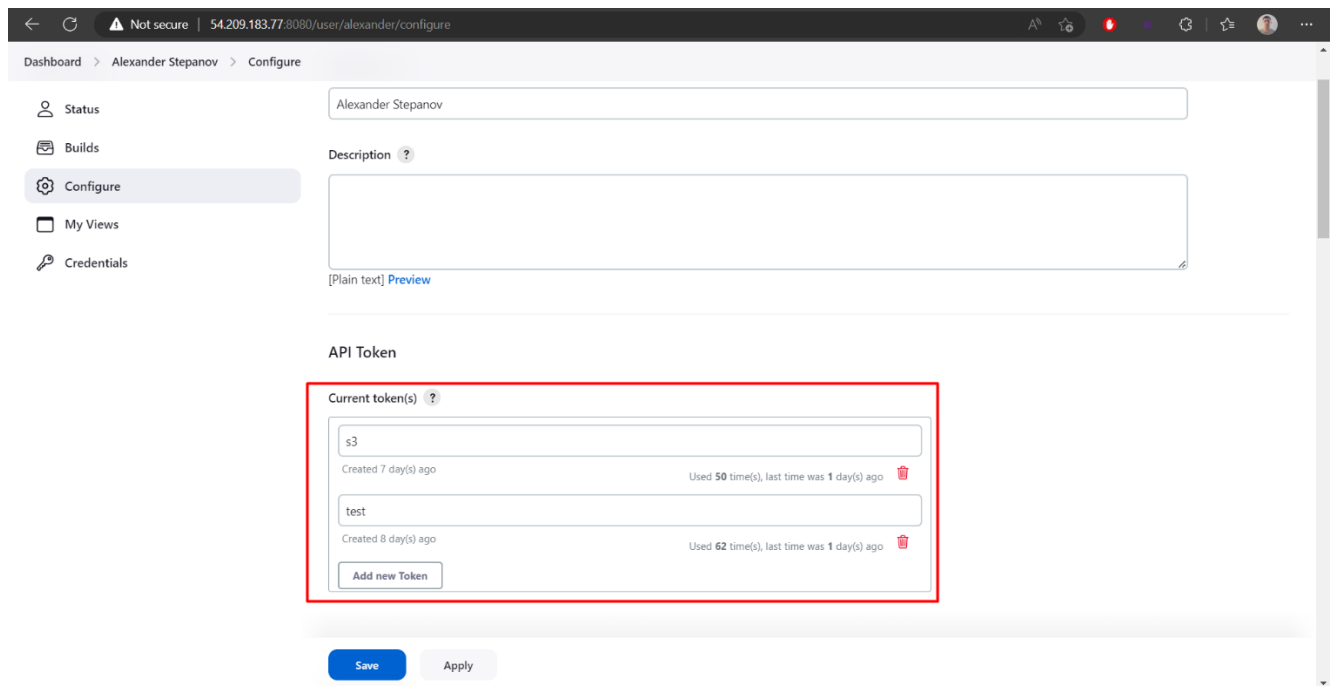 Not secure | 54.209.183.77:8080/user/alexander/configure
Dashboard > Alexander Stepanov > Configure
Status
Builds
Configure
My Views
Credentials
Alexander Stepanov
Description ?
[Plain text] Preview
API Token
Current token(s) ?
s3
Created 7 day(s) ago Used 50 time(s), last time was 1 day(s) ago
test
Created 8 day(s) ago Used 62 time(s), last time was 1 day(s) ago
Add new Token
Save Apply